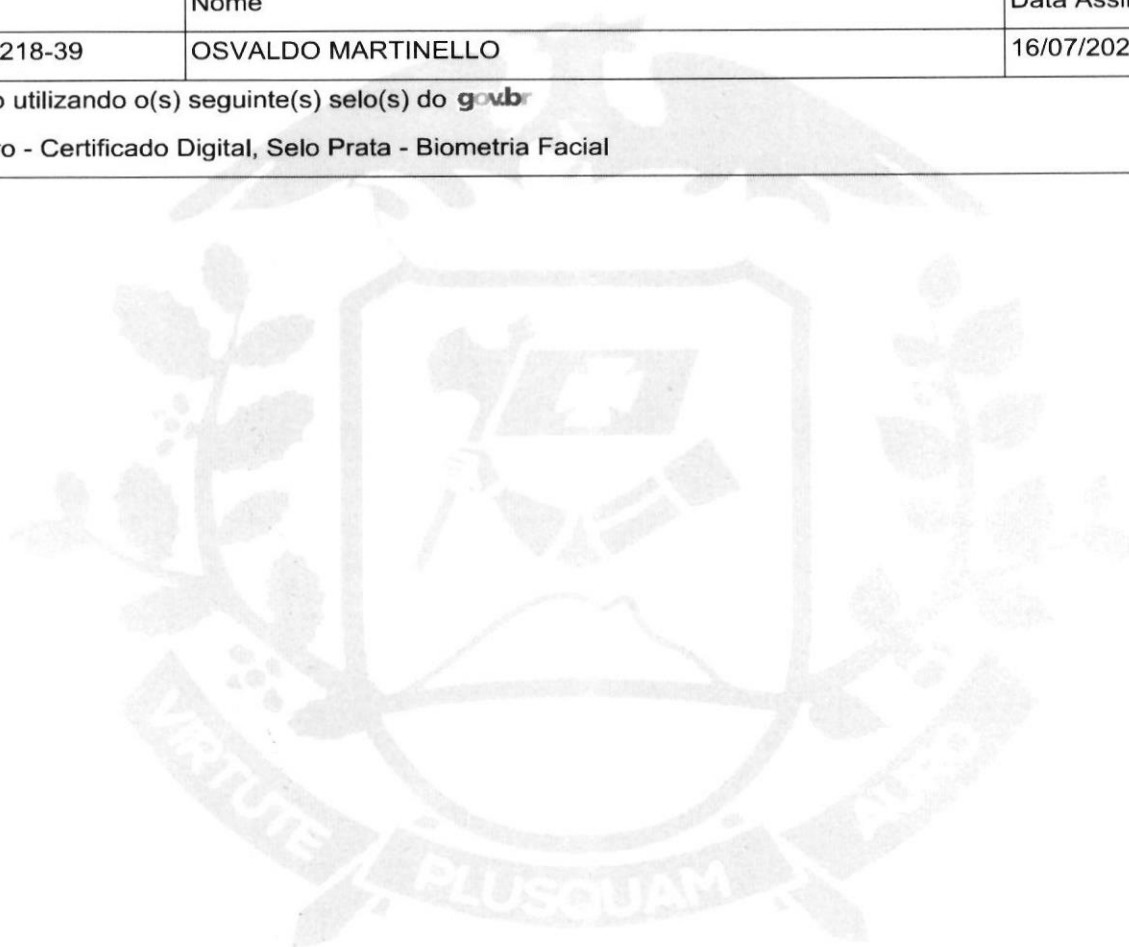 Nome
218-39 OSVALDO MARTINELLO 16/07/202
utilizando o(s) seguinte(s) selo(s) do gov.br
- Certificado Digital, Selo Prata - Biometria Facial
VIRTUTE PLUSQUAM AURO